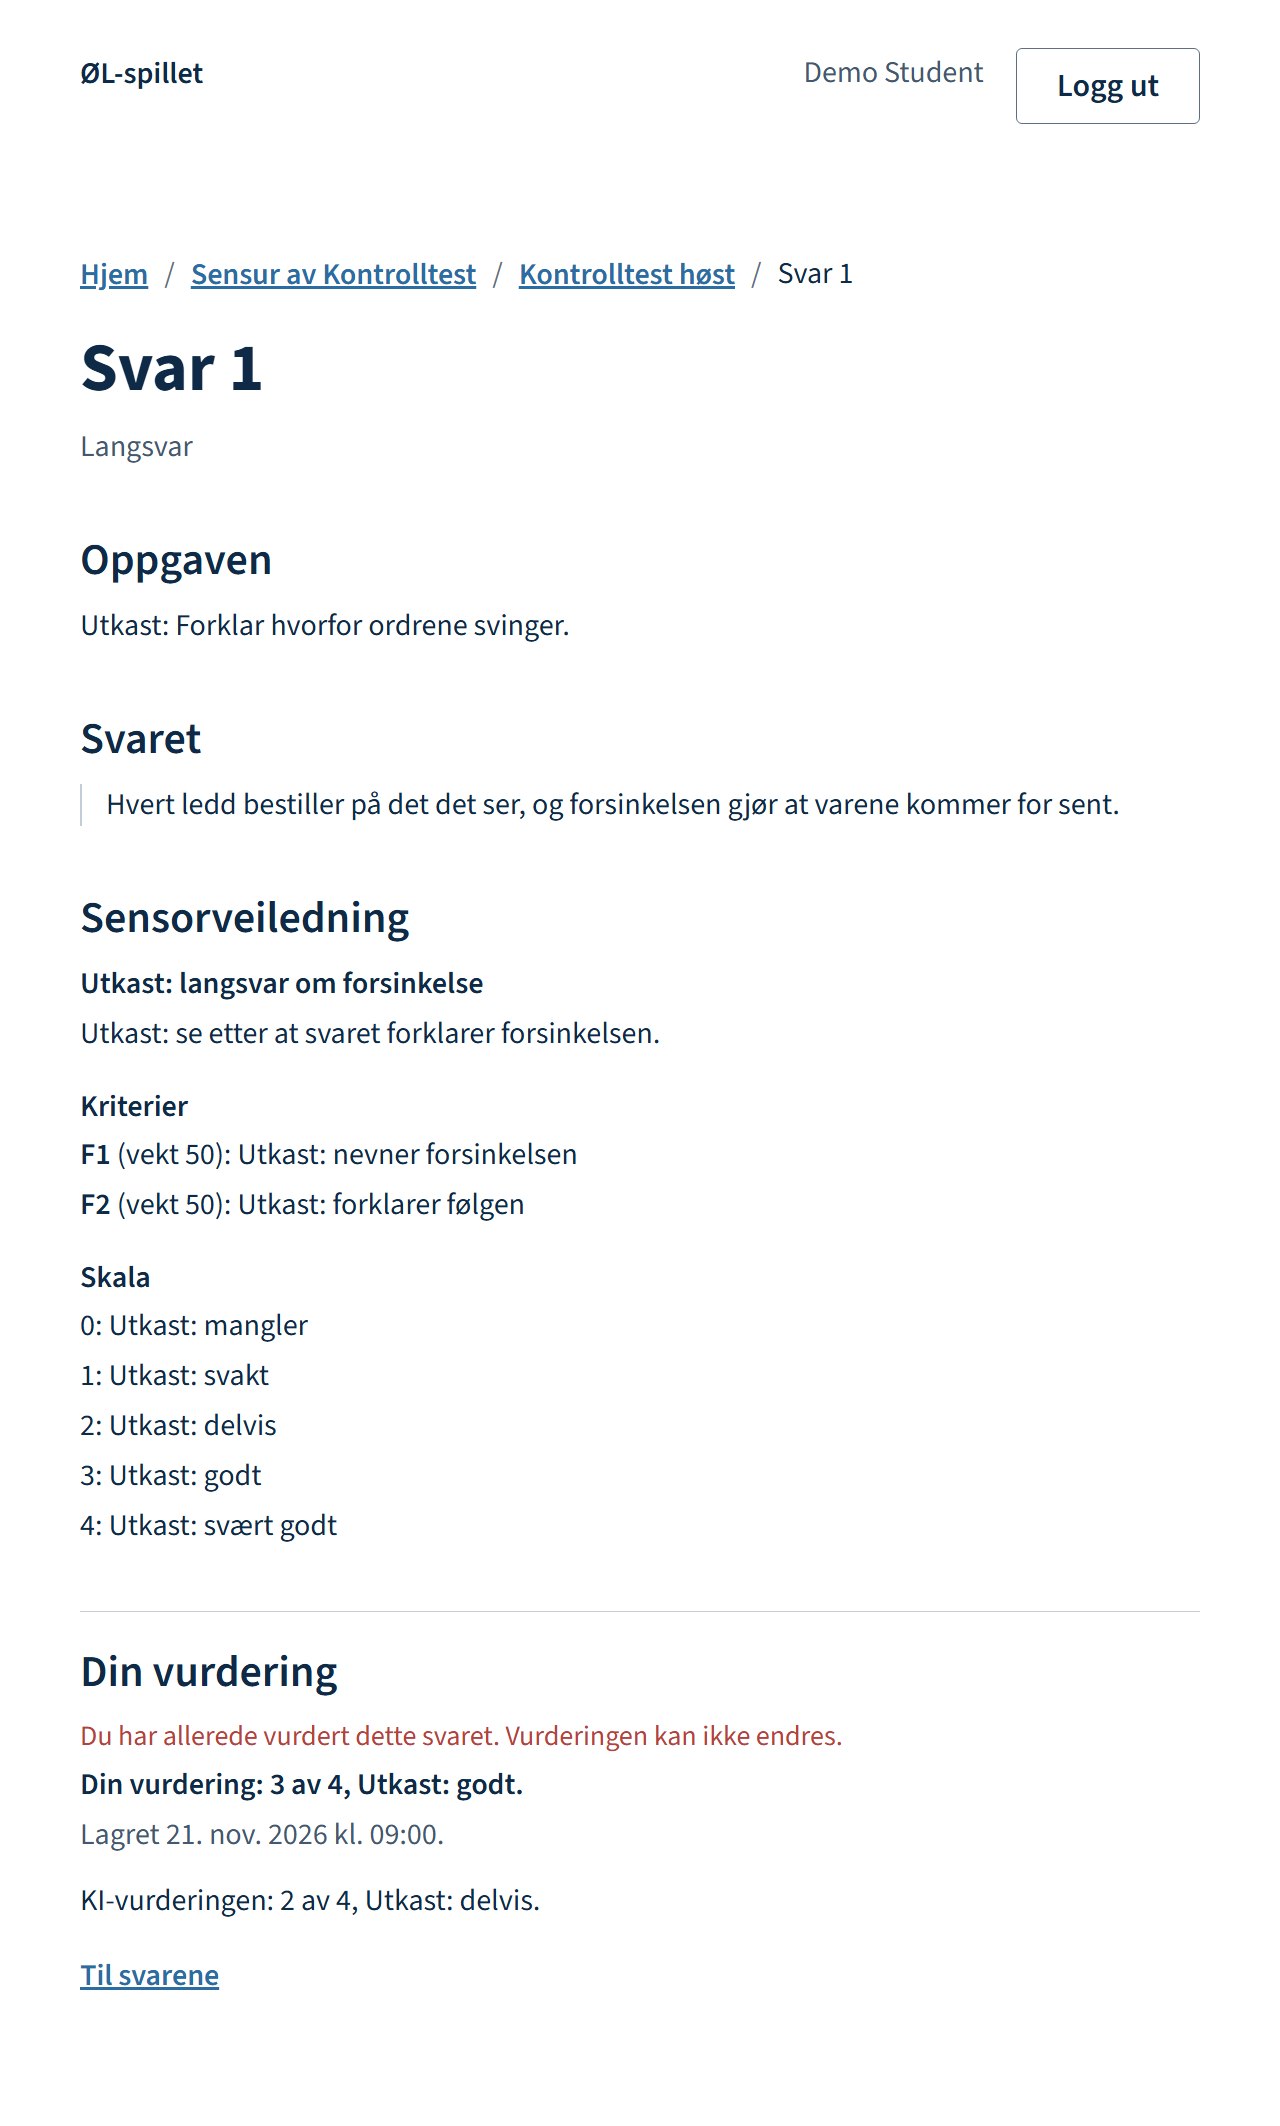 ØL-spillet
Demo Student
Logg ut
Hjem / Sensur av Kontrolltest / Kontrolltest høst / Svar 1
Svar 1
Langsvar
Oppgaven
Utkast: Forklar hvorfor ordrene svinger.
Svaret
Hvert ledd bestiller på det det ser, og forsinkelsen gjør at varene kommer for sent.
Sensorveiledning
Utkast: langsvar om forsinkelse
Utkast: se etter at svaret forklarer forsinkelsen.
Kriterier
F1 (vekt 50): Utkast: nevner forsinkelsen
F2 (vekt 50): Utkast: forklarer følgen
Skala
0: Utkast: mangler
1: Utkast: svakt
2: Utkast: delvis
3: Utkast: godt
4: Utkast: svært godt
Din vurdering
Du har allerede vurdert dette svaret. Vurderingen kan ikke endres.
Din vurdering: 3 av 4, Utkast: godt.
Lagret 21. nov. 2026 kl. 09:00.
KI-vurderingen: 2 av 4, Utkast: delvis.
Til svarene